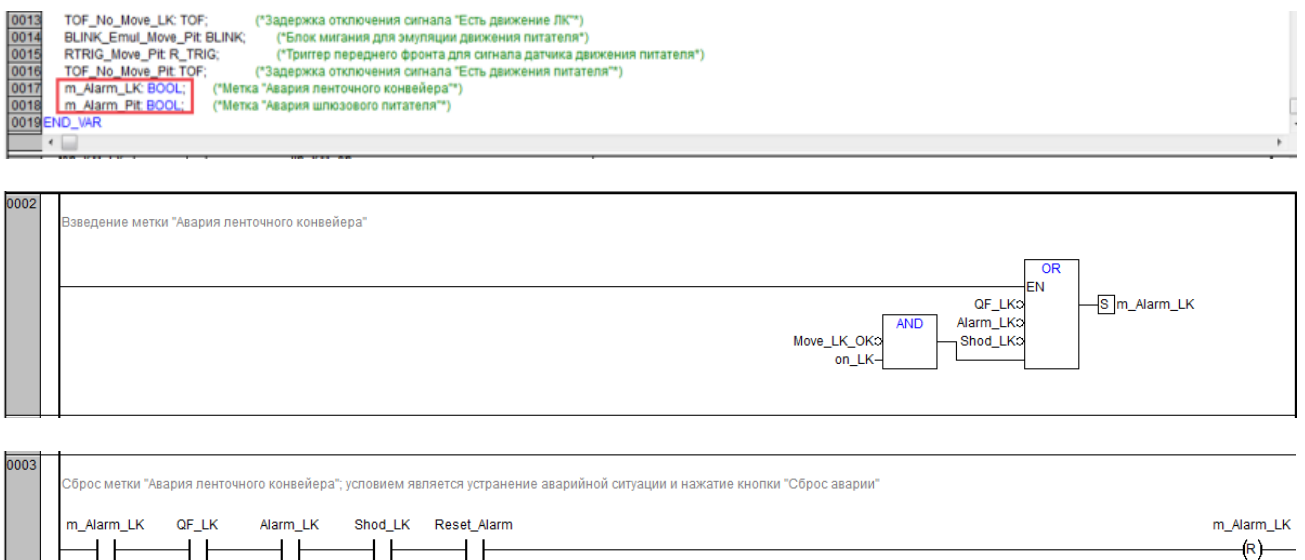 0013 TOF_No_Move_LK: TOF; (*Задержка отключения сигнала "Есть движение ЛК"*)
0014 BLINK_Emul_Move_Pit: BLINK; (*Блок мигания для эмуляции движения питателя*)
0015 RTRIG_Move_Pit: R_TRIG; (*Триггер переднего фронта для сигнала датчика движения питателя*)
0016 TOF_No_Move_Pit: TOF; (*Задержка отключения сигнала "Есть движения питателя"*)
0017 m_Alarm_LK: BOOL; (*Метка "Авария ленточного конвейера"*)
0018 m_Alarm_Pit: BOOL; (*Метка "Авария шлюзового питателя"*)
0019 END_VAR
0002
Взведение метки "Авария ленточного конвейера"
OR
EN
QF_LK
S m_Alarm_LK
AND
Alarm_LK
Move_LK_OK
Shod_LK
on_LK
0003
Сброс метки "Авария ленточного конвейера"; условием является устранение аварийной ситуации и нажатие кнопки "Сброс аварии"
m_Alarm_LK QF_LK Alarm_LK Shod_LK Reset_Alarm m_Alarm_LK
(R)